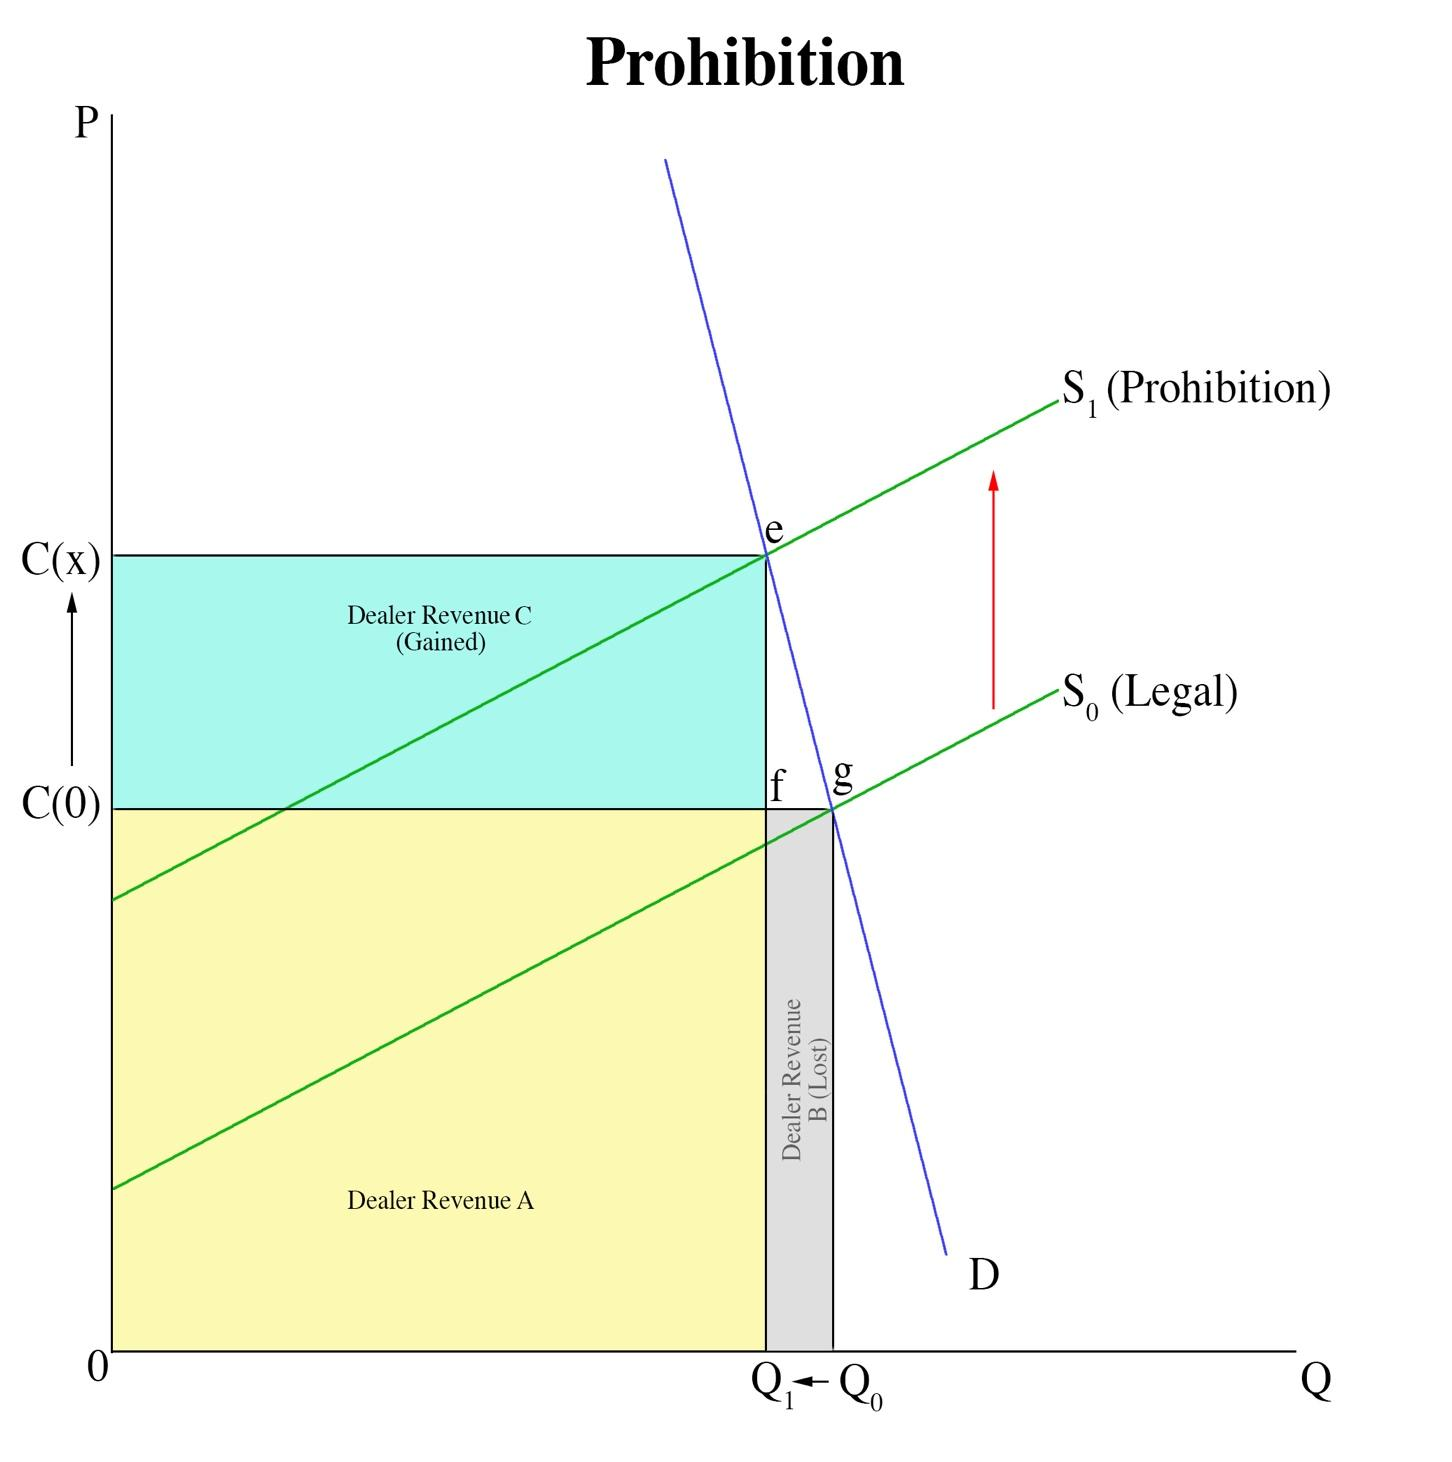 Prohibition
P
S₁ (Prohibition)
e
C(x)
Dealer Revenue C
(Gained)
S₀ (Legal)
f
g
C(0)
Dealer Revenue
B (Lost)
Dealer Revenue A
D
0
Q₁
Q₀
Q